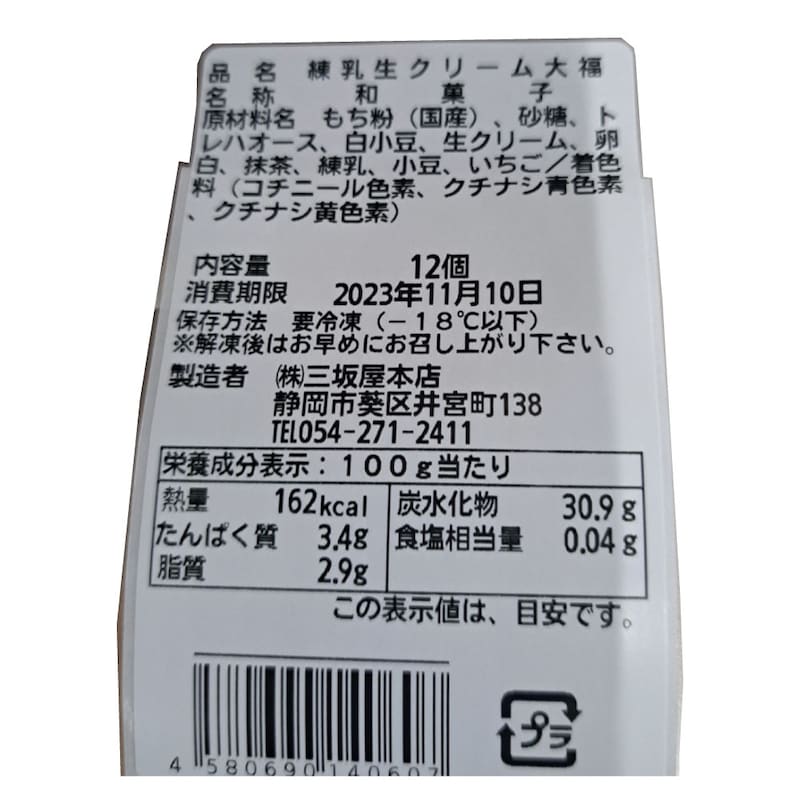 品名 練乳生クリーム大福
名称 和菓子
原材料名 もち粉（国産）、砂糖、ト
レハオース、白小豆、生クリーム、卵
白、抹茶、練乳、小豆、いちご／着色
料（コチニール色素、クチナシ青色素
、クチナシ黄色素）
内容量 12個
消費期限 2023年11月10日
保存方法 要冷凍（－18℃以下）
※解凍後はお早めにお召し上がり下さい。
製造者 ㈱三坂屋本店
静岡市葵区井宮町138
TEL054-271-2411
栄養成分表示：100g当たり
熱量 162kcal 炭水化物 30.9g
たんぱく質 3.4g 食塩相当量 0.04g
脂質 2.9g
この表示値は、目安です。
4 580690 140607
プラ